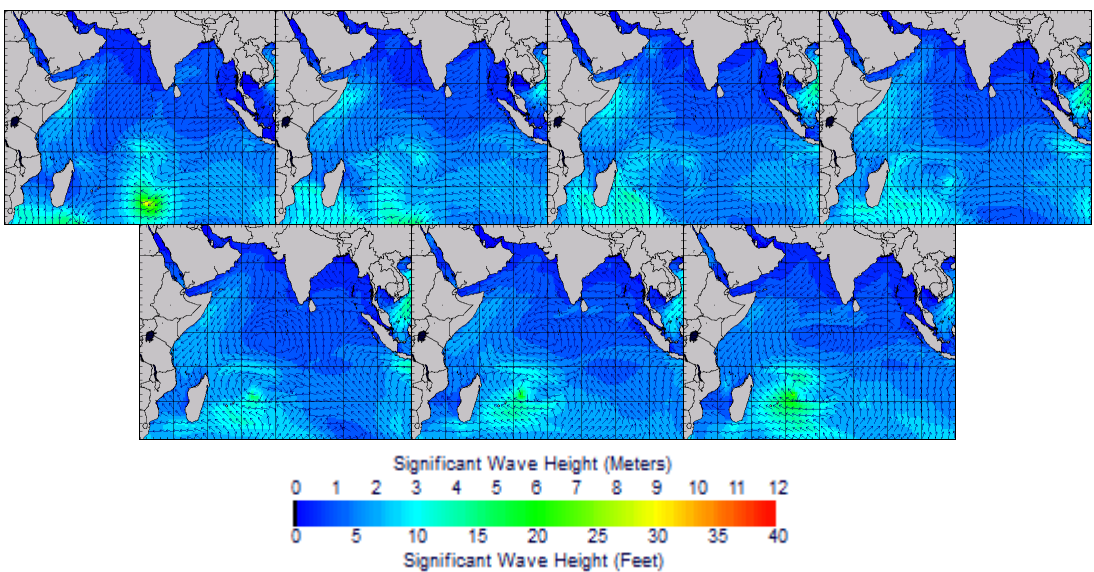 Significant Wave Height (Meters)
0 1 2 3 4 5 6 7 8 9 10 11 12
0 5 10 15 20 25 30 35 40
Significant Wave Height (Feet)